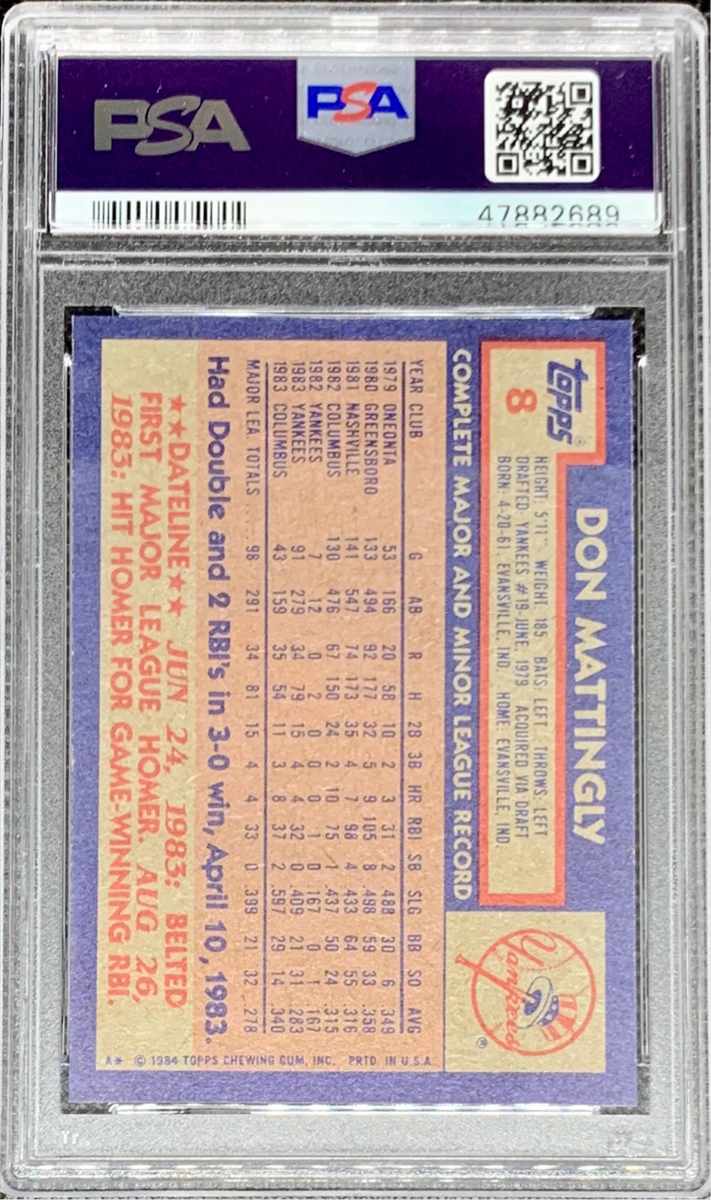 PSA
PSA
47882689
topps
8
DON MATTINGLY
HEIGHT: 5'11" WEIGHT: 185 BATS: LEFT THROWS: LEFT
DRAFTED: YANKEES #19-JUNE, 1979 ACQUIRED: VIA DRAFT
BORN: 4-20-61, EVANSVILLE, IND. HOME: EVANSVILLE, IND.
Yankees
COMPLETE MAJOR AND MINOR LEAGUE RECORD
YEAR CLUB G AB R H 2B 3B HR RBI SB SLG BB SO AVG
1979 ONEONTA 53 166 20 58 10 2 3 31 2 .488 30 6 .349
1980 GREENSBORO 133 494 92 177 32 5 9 105 8 .498 59 33 .358
1981 NASHVILLE 141 547 74 173 35 4 7 98 4 .433 64 55 .316
1982 COLUMBUS 130 476 67 150 24 2 10 75 1 .437 50 24 .315
1982 YANKEES 7 12 0 2 0 0 0 1 0 .167 0 1 .167
1983 YANKEES 91 279 34 79 15 4 4 32 0 .409 21 31 .283
1983 COLUMBUS 43 159 35 54 11 3 8 37 2 .597 29 14 .340
MAJOR LEA. TOTALS ..... 98 291 34 81 15 4 4 33 0 .399 21 32 .278
Had Double and 2 RBI's in 3-0 win, April 10, 1983.
★★DATELINE★★ JUN 24, 1983: BELTED
FIRST MAJOR LEAGUE HOMER. AUG 26,
1983: HIT HOMER FOR GAME-WINNING RBI.
A* © 1984 TOPPS CHEWING GUM, INC. PRTD. IN U.S.A.